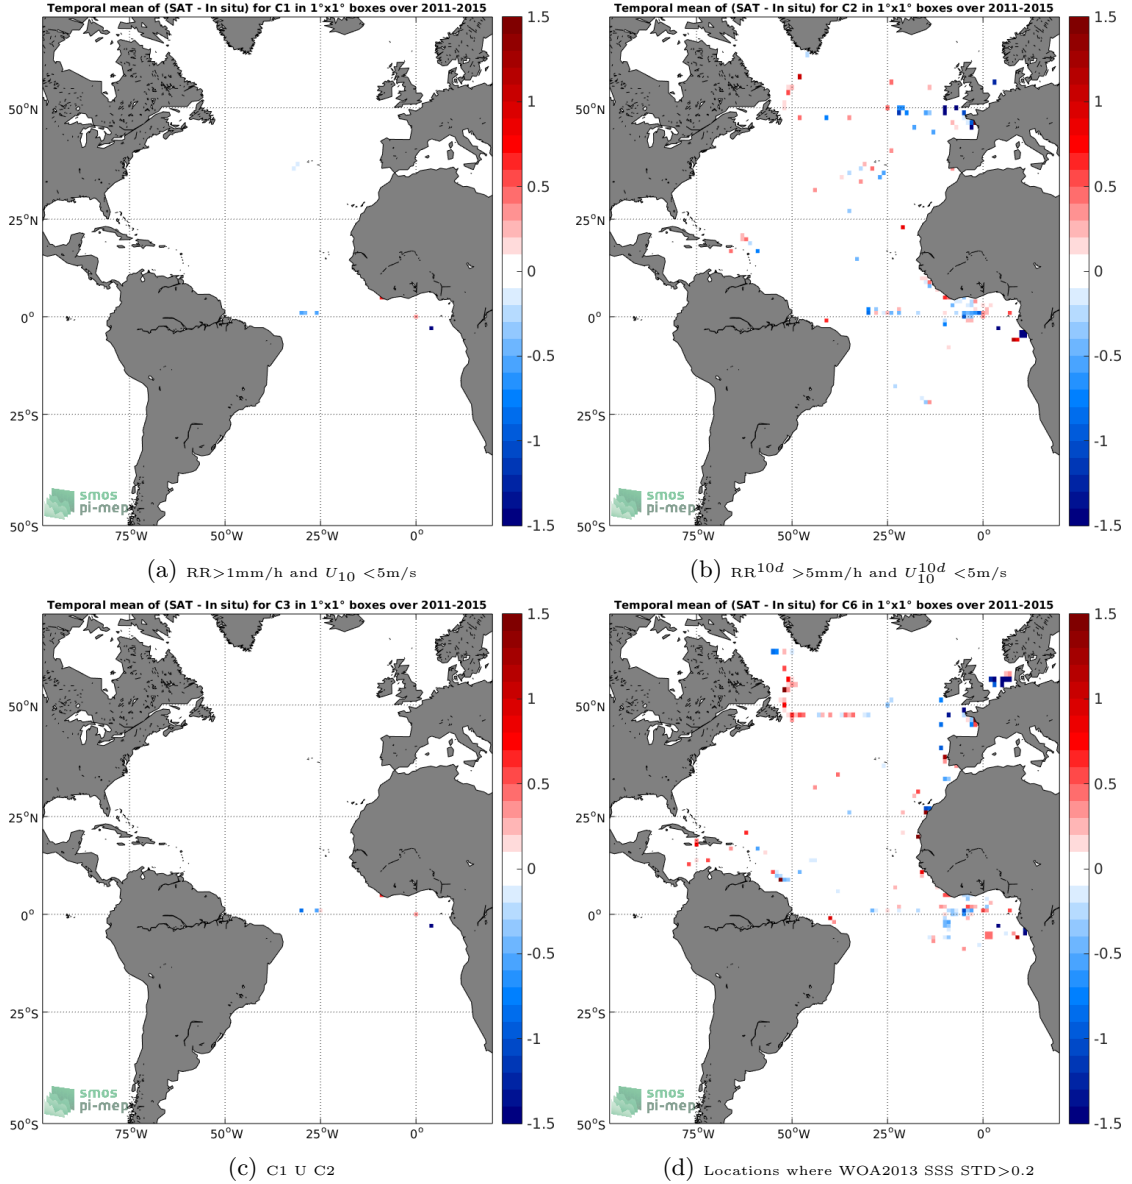 Temporal mean of (SAT - In situ) for C1 in 1°x1° boxes over 2011-2015
50°N
25°N
0°
25°S
50°S
75°W
50°W
25°W
0°
1.5
1
0.5
0
-0.5
-1
-1.5
smos
pi-mep
(a) RR>1mm/h and U10 <5m/s
Temporal mean of (SAT - In situ) for C2 in 1°x1° boxes over 2011-2015
50°N
25°N
0°
25°S
50°S
75°W
50°W
25°W
0°
1.5
1
0.5
0
-0.5
-1
-1.5
smos
pi-mep
(b) RR^10d >5mm/h and U10^10d <5m/s
Temporal mean of (SAT - In situ) for C3 in 1°x1° boxes over 2011-2015
50°N
25°N
0°
25°S
50°S
75°W
50°W
25°W
0°
1.5
1
0.5
0
-0.5
-1
-1.5
smos
pi-mep
(c) C1 U C2
Temporal mean of (SAT - In situ) for C6 in 1°x1° boxes over 2011-2015
50°N
25°N
0°
25°S
50°S
75°W
50°W
25°W
0°
1.5
1
0.5
0
-0.5
-1
-1.5
smos
pi-mep
(d) Locations where WOA2013 SSS STD>0.2